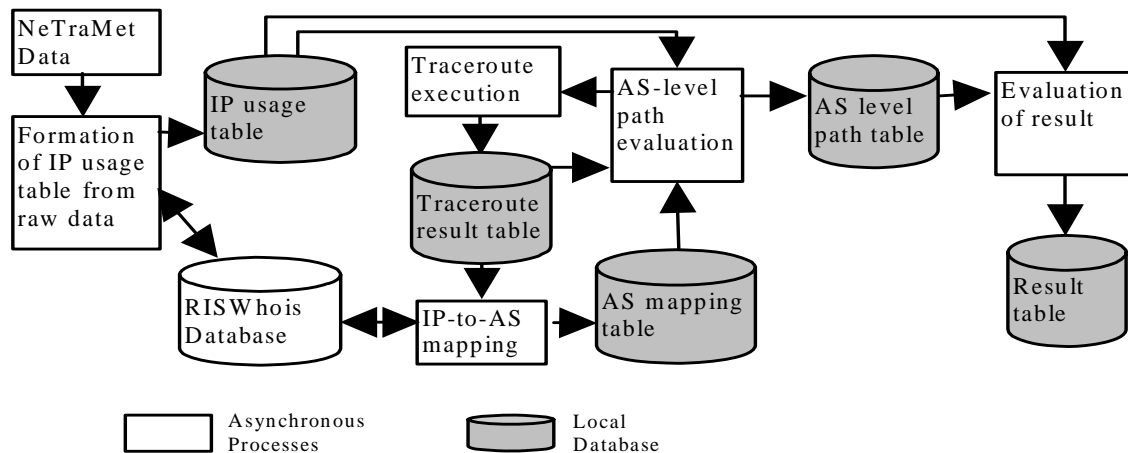 NeTraMet
Data
IP usage
table
Formation
of IP usage
table from
raw data
Traceroute
execution
Traceroute
result table
AS-level
path
evaluation
AS level
path table
Evaluation
of result
RISWhois
Database
IP-to-AS
mapping
AS mapping
table
Result
table
Asynchronous
Processes
Local
Database